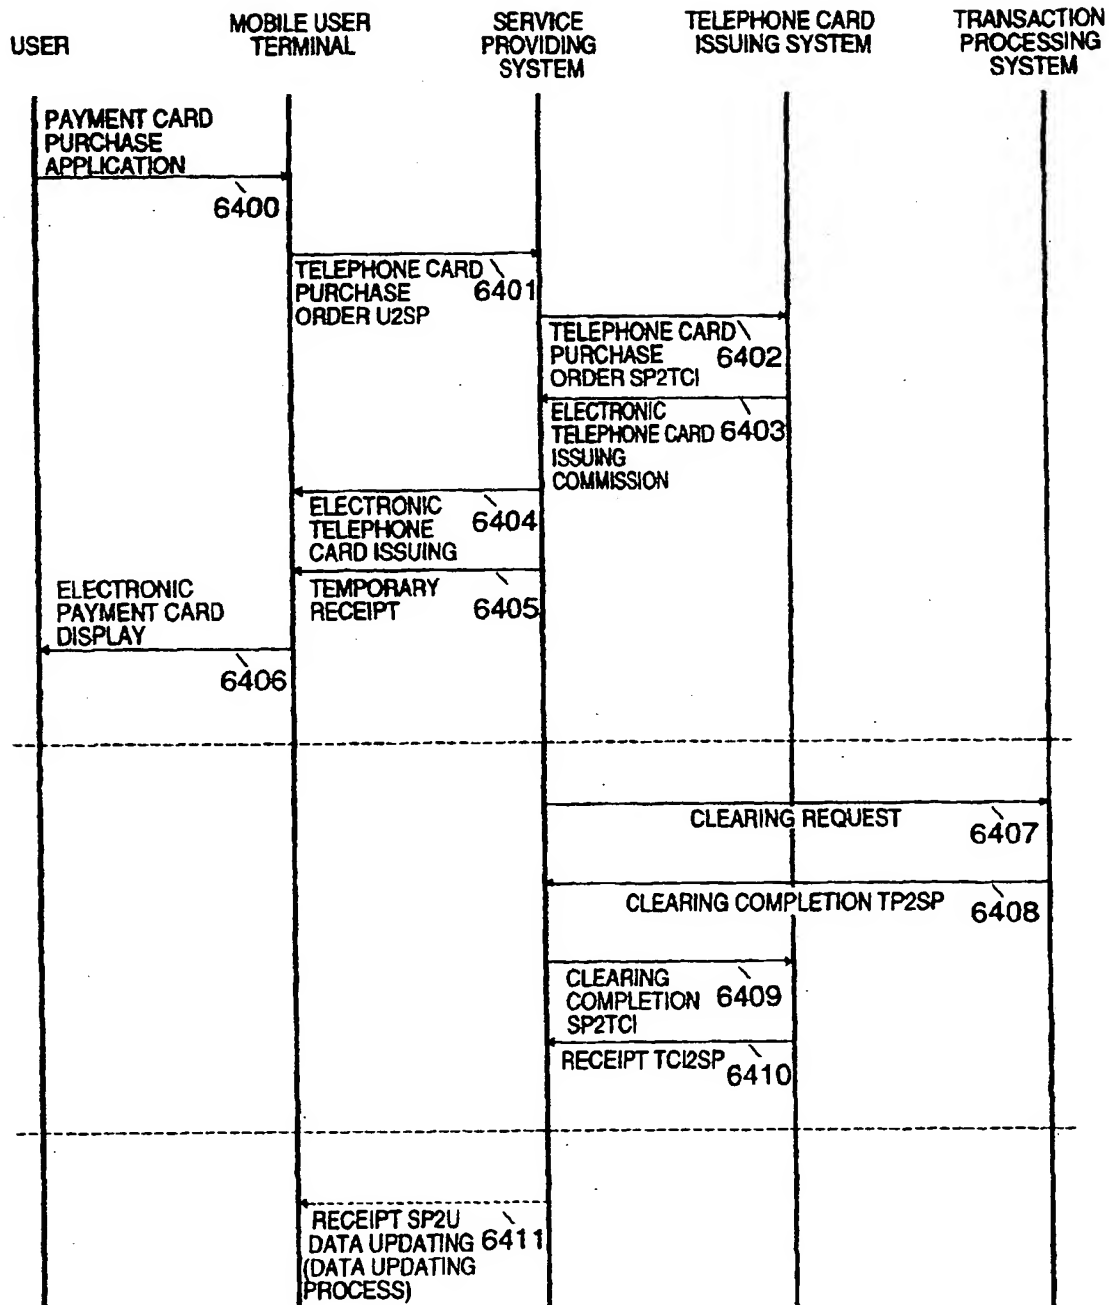 USER
MOBILE USER
TERMINAL
SERVICE
PROVIDING
SYSTEM
TELEPHONE CARD
ISSUING SYSTEM
TRANSACTION
PROCESSING
SYSTEM
PAYMENT CARD
PURCHASE
APPLICATION
6400
TELEPHONE CARD
PURCHASE
ORDER U2SP
6401
TELEPHONE CARD
PURCHASE
ORDER SP2TCI
6402
ELECTRONIC
TELEPHONE CARD
ISSUING
COMMISSION
6403
ELECTRONIC
TELEPHONE
CARD ISSUING
6404
TEMPORARY
RECEIPT
6405
ELECTRONIC
PAYMENT CARD
DISPLAY
6406
CLEARING REQUEST
6407
CLEARING COMPLETION TP2SP
6408
CLEARING
COMPLETION
SP2TCI
6409
RECEIPT TCI2SP
6410
RECEIPT SP2U
DATA UPDATING
(DATA UPDATING
PROCESS)
6411